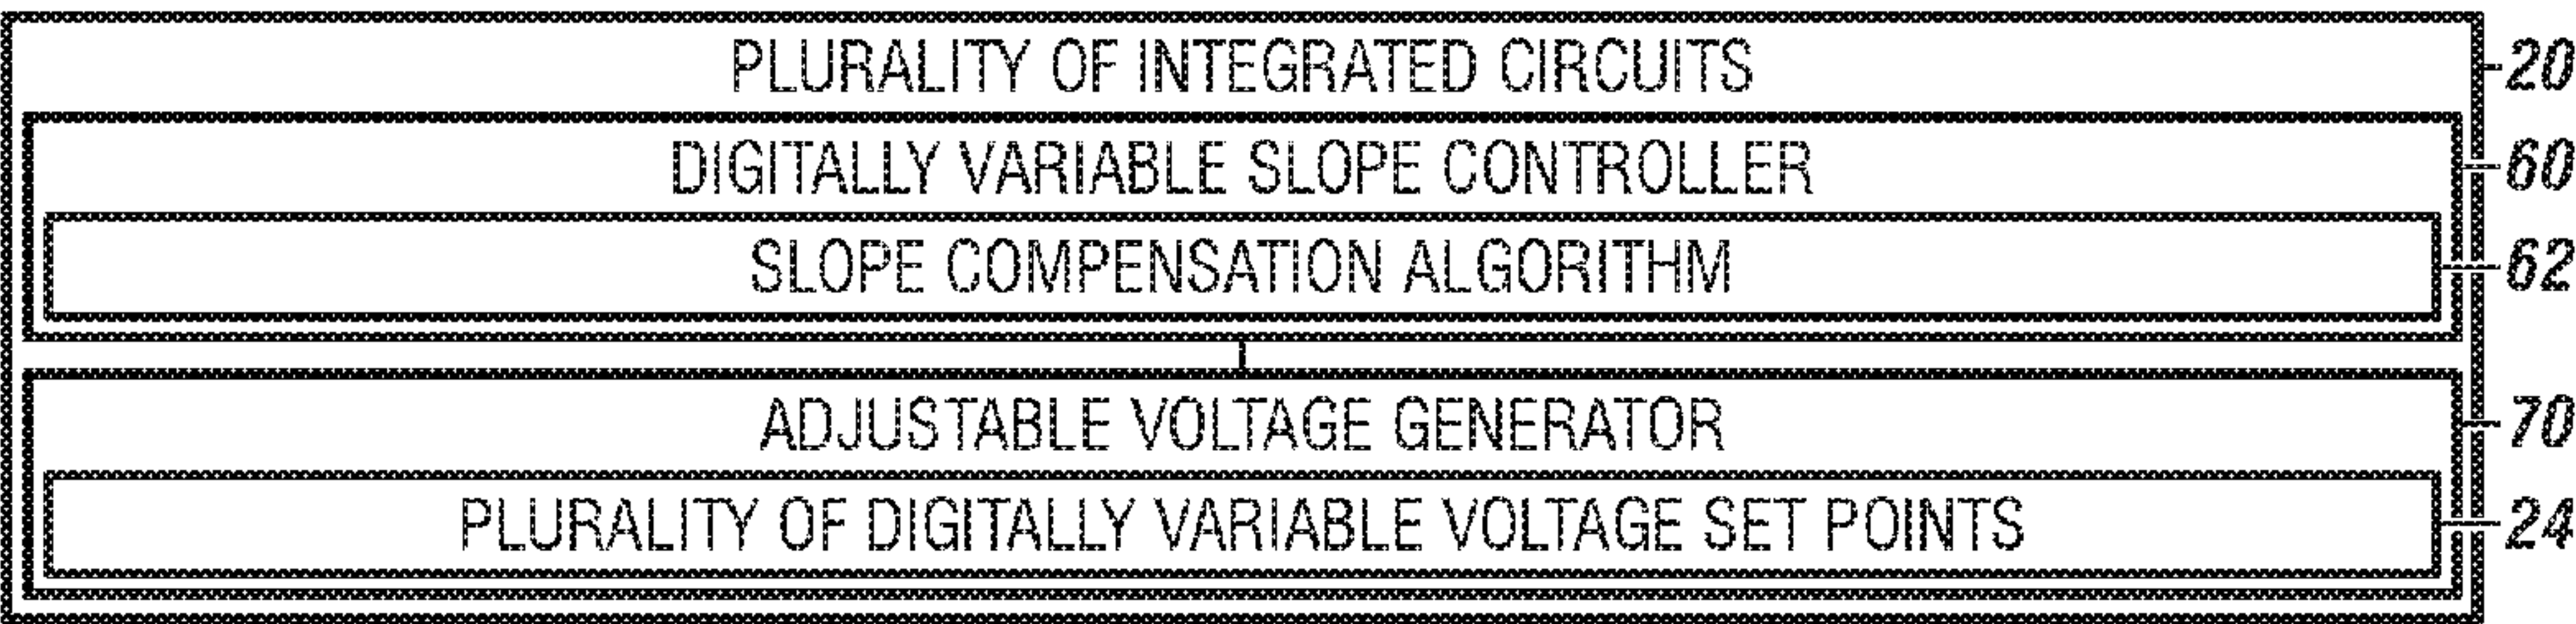 PLURALITY OF INTEGRATED CIRCUITS 20
DIGITALLY VARIABLE SLOPE CONTROLLER 60
SLOPE COMPENSATION ALGORITHM 62
ADJUSTABLE VOLTAGE GENERATOR 70
PLURALITY OF DIGITALLY VARIABLE VOLTAGE SET POINTS 24